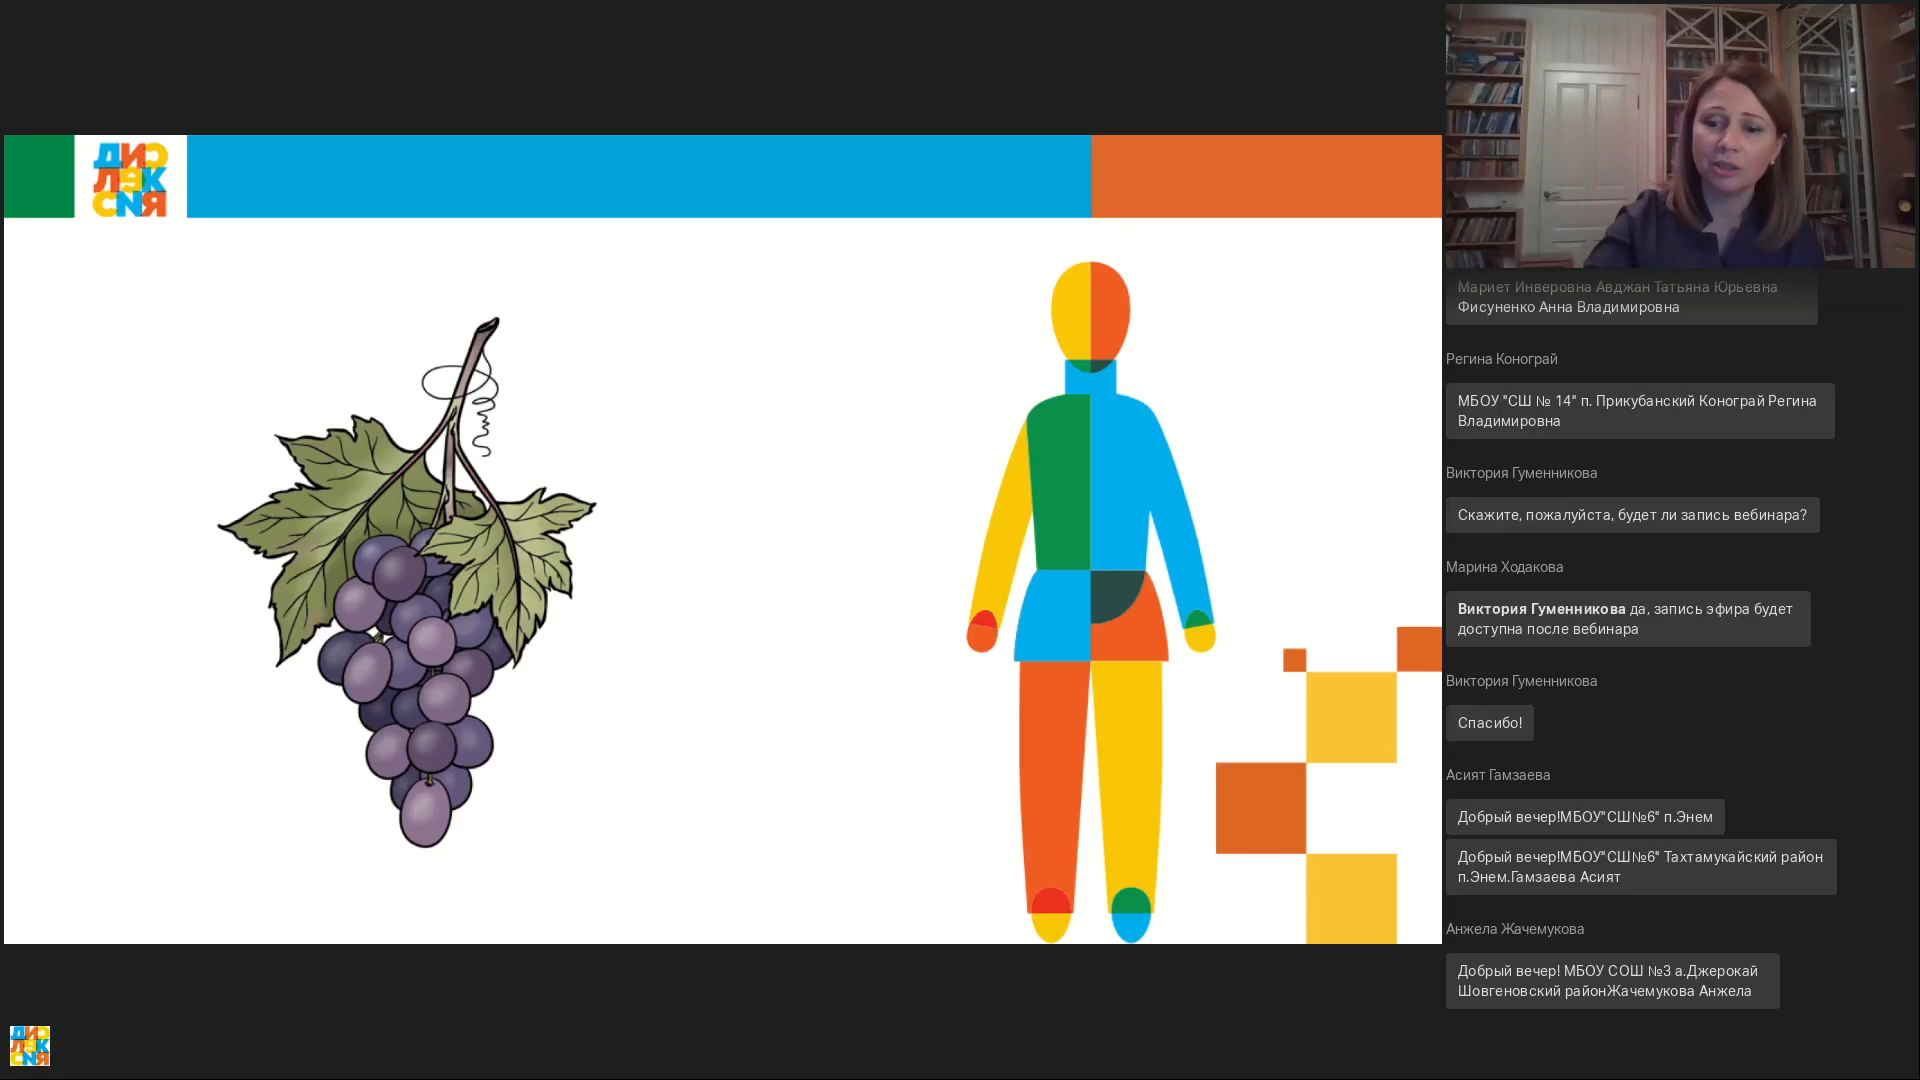 ДИС
ЛЕК
СИЯ
Мариет Инверовна Авджан Татьяна Юрьевна
Фисуненко Анна Владимировна
Регина Конограй
МБОУ "СШ № 14" п. Прикубанский Конограй Регина
Владимировна
Виктория Гуменникова
Скажите, пожалуйста, будет ли запись вебинара?
Марина Ходакова
Виктория Гуменникова да, запись эфира будет
доступна после вебинара
Виктория Гуменникова
Спасибо!
Асият Гамзаева
Добрый вечер!МБОУ"СШ№6" п.Энем
Добрый вечер!МБОУ"СШ№6" Тахтамукайский район
п.Энем.Гамзаева Асият
Анжела Жачемукова
Добрый вечер! МБОУ СОШ №3 а.Джерокай
Шовгеновский районЖачемукова Анжела
ДИС
ЛЕК
СИЯ